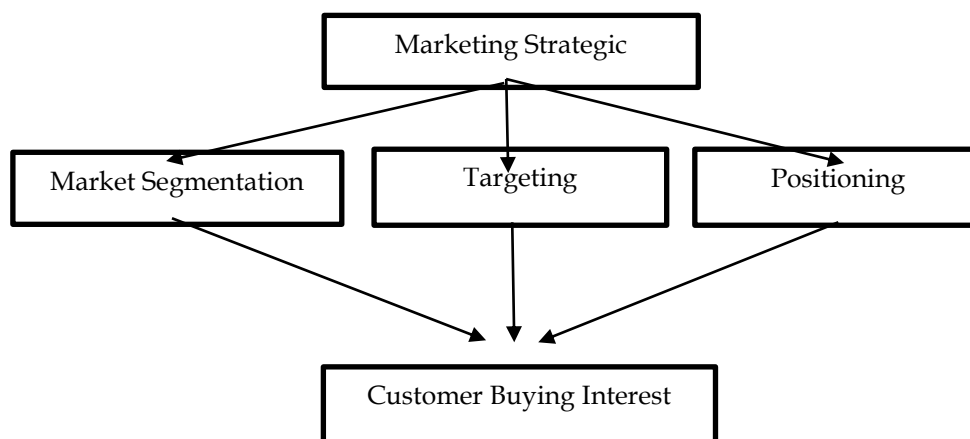 Marketing Strategic
Market Segmentation
Targeting
Positioning
Customer Buying Interest